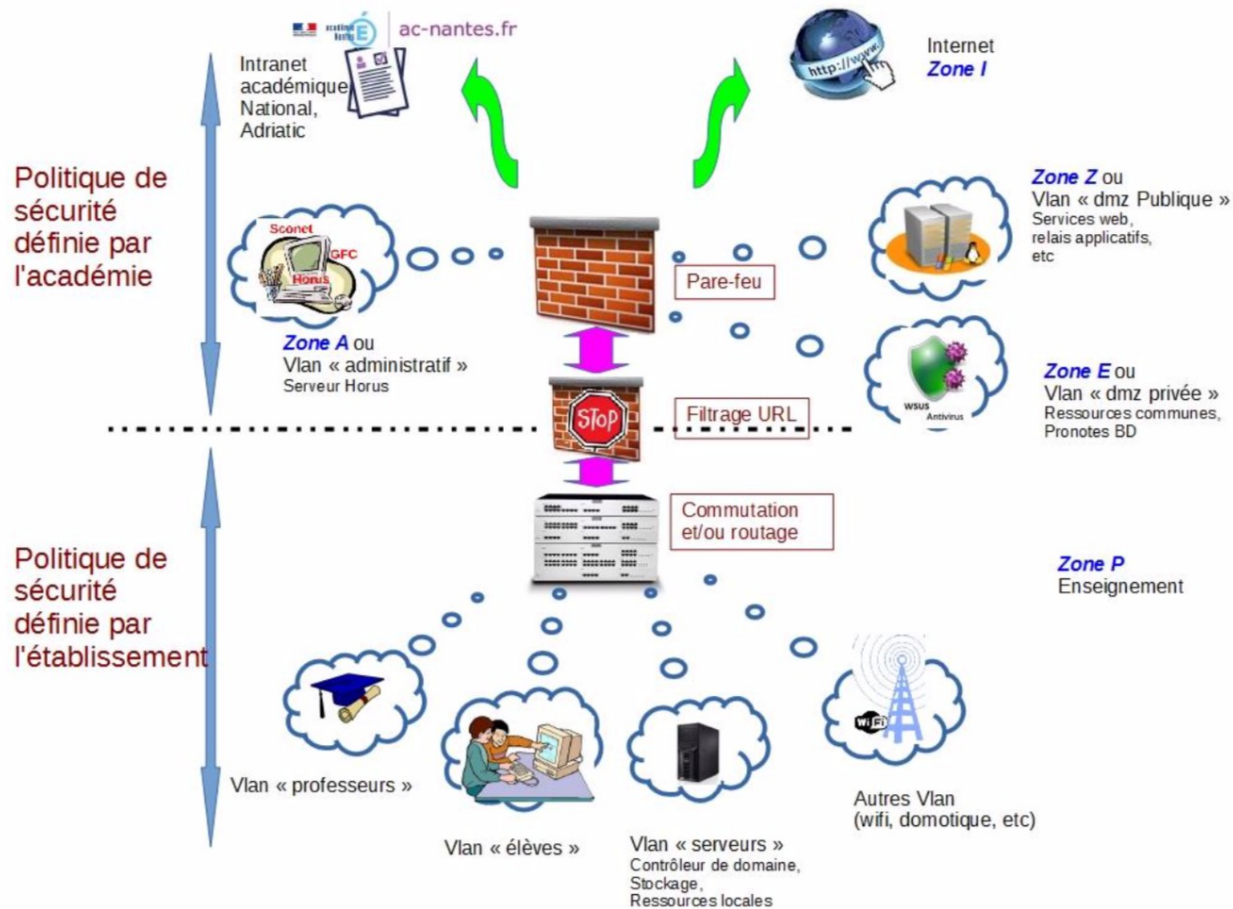 académie
Nantes
ac-nantes.fr
Intranet
académique
National,
Adriatic
http://www.
Internet
Zone I
Politique de
sécurité
définie par
l'académie
Sconet
GFC
Horus
Zone A ou
Vlan « administratif »
Serveur Horus
Pare-feu
Zone Z ou
Vlan « dmz Publique »
Services web,
relais applicatifs,
etc
WSUS
Antivirus
Zone E ou
Vlan « dmz privée »
Ressources communes,
Pronotes BD
STOP
Filtrage URL
Commutation
et/ou routage
Politique de
sécurité
définie par
l'établissement
Zone P
Enseignement
Vlan « professeurs »
Vlan « élèves »
Vlan « serveurs »
Contrôleur de domaine,
Stockage,
Ressources locales
WiFi
Autres Vlan
(wifi, domotique, etc)